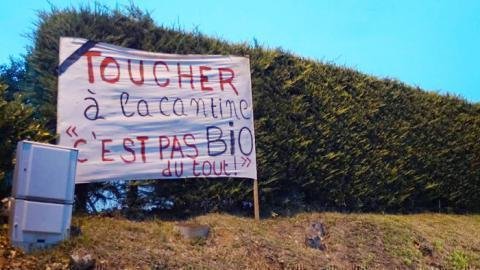 TOUCHER
à la cantine
« C'EST PAS BiO
DU tout! »